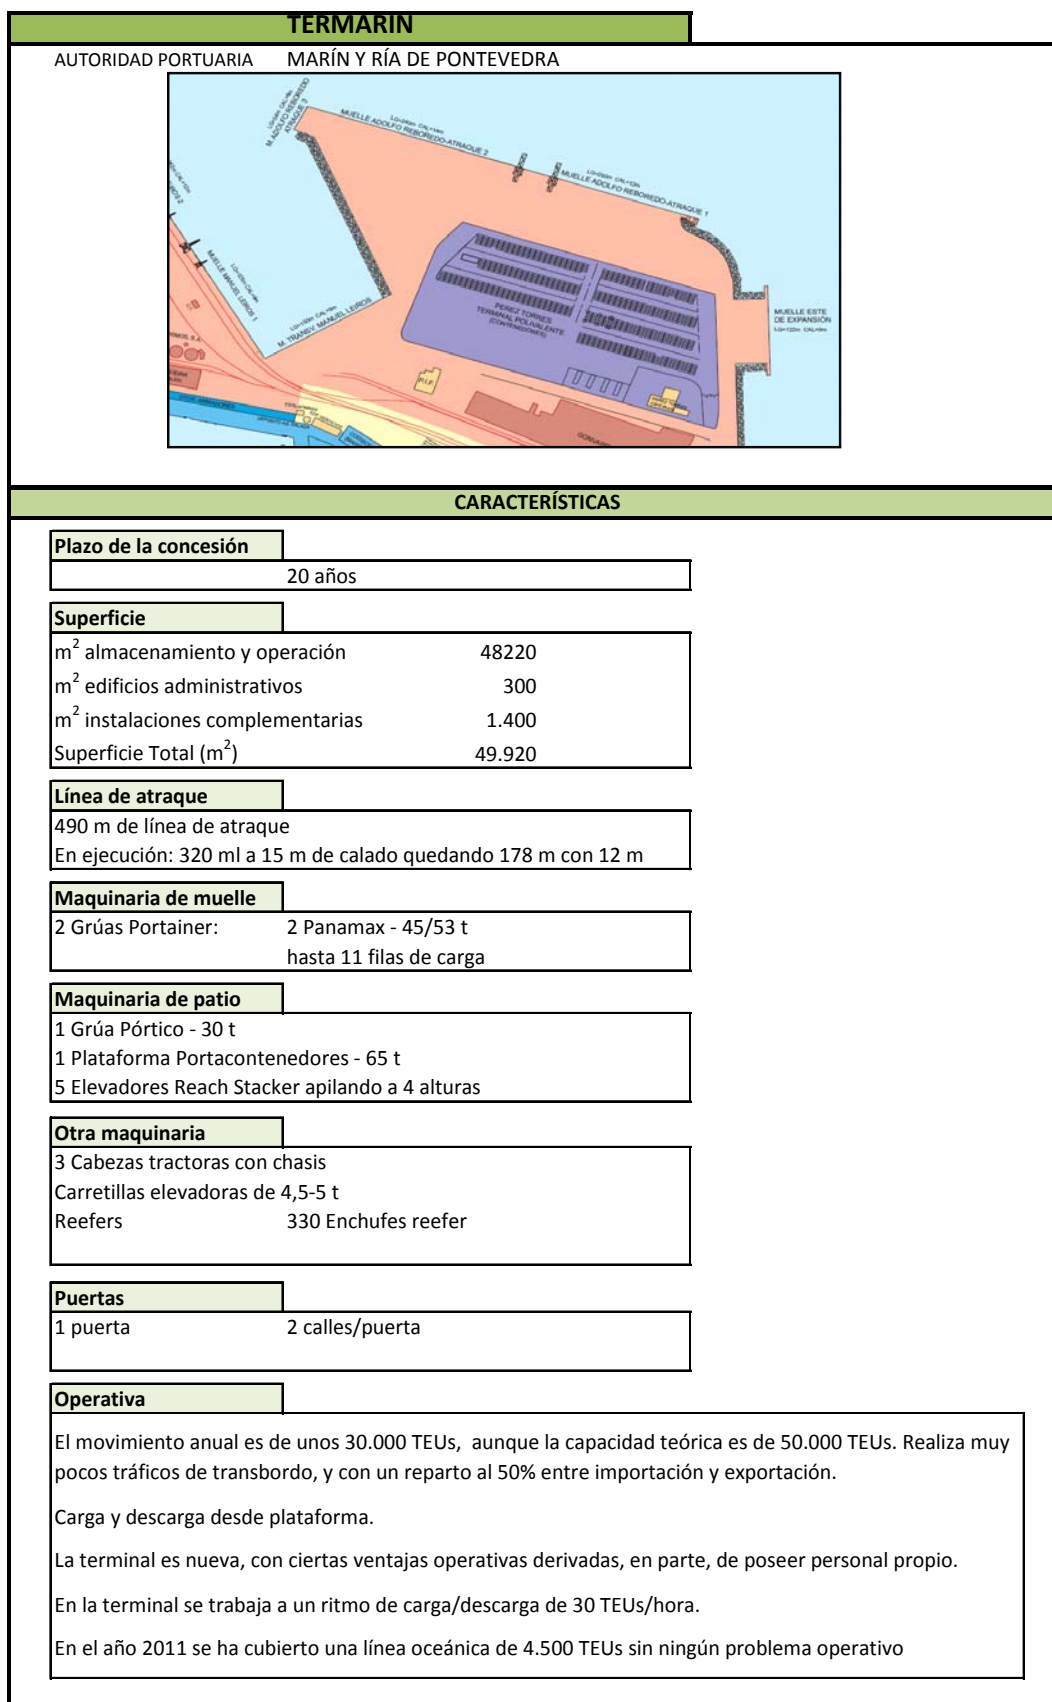 TERMARIN
AUTORIDAD PORTUARIA MARÍN Y RÍA DE PONTEVEDRA
M. ADOLFO REBOREDO
ATRAQUE 3
MUELLE ADOLFO REBOREDO-ATRAQUE 2
MUELLE ADOLFO REBOREDO-ATRAQUE 1
MUELLE MANUEL LEIROS 1
M. TRANSV. MANUEL LEIROS
PEREZ TORRES
TERMINAL POLIVALENTE
(CONTENEDORES)
MUELLE ESTE
DE EXPANSIÓN
P.I.F.
CARACTERÍSTICAS
Plazo de la concesión
20 años
Superficie
m2 almacenamiento y operación 48220
m2 edificios administrativos 300
m2 instalaciones complementarias 1.400
Superficie Total (m2) 49.920
Línea de atraque
490 m de línea de atraque
En ejecución: 320 ml a 15 m de calado quedando 178 m con 12 m
Maquinaria de muelle
2 Grúas Portainer: 2 Panamax - 45/53 t
hasta 11 filas de carga
Maquinaria de patio
1 Grúa Pórtico - 30 t
1 Plataforma Portacontenedores - 65 t
5 Elevadores Reach Stacker apilando a 4 alturas
Otra maquinaria
3 Cabezas tractoras con chasis
Carretillas elevadoras de 4,5-5 t
Reefers 330 Enchufes reefer
Puertas
1 puerta 2 calles/puerta
Operativa
El movimiento anual es de unos 30.000 TEUs, aunque la capacidad teórica es de 50.000 TEUs. Realiza muy
pocos tráficos de transbordo, y con un reparto al 50% entre importación y exportación.
Carga y descarga desde plataforma.
La terminal es nueva, con ciertas ventajas operativas derivadas, en parte, de poseer personal propio.
En la terminal se trabaja a un ritmo de carga/descarga de 30 TEUs/hora.
En el año 2011 se ha cubierto una línea oceánica de 4.500 TEUs sin ningún problema operativo